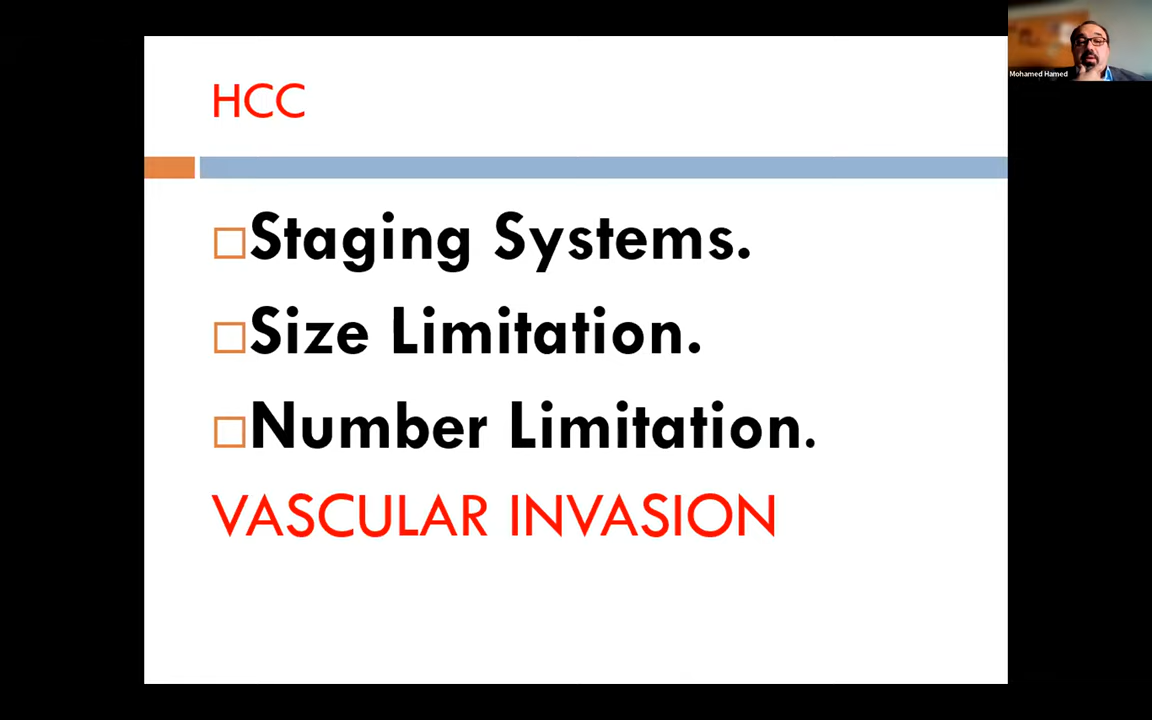 HCC
Mohamed Hamed
Staging Systems.
Size Limitation.
Number Limitation.
VASCULAR INVASION